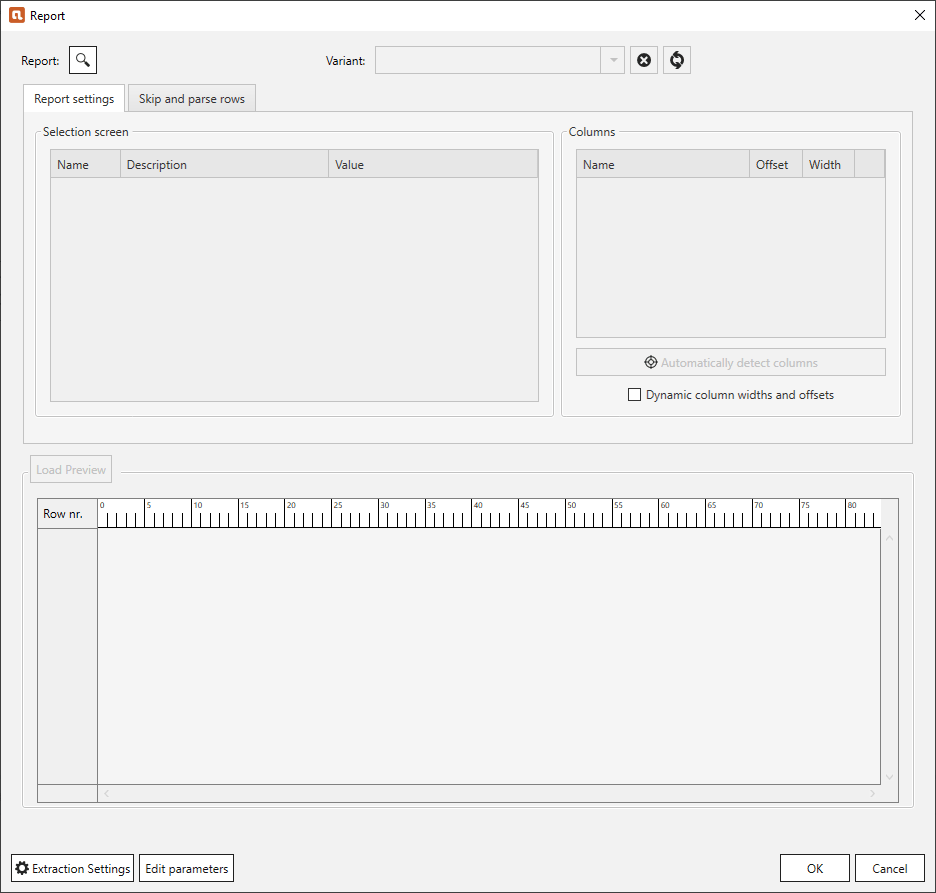 Report
Report:
Variant:
Report settings
Skip and parse rows
Selection screen
Name Description Value
Columns
Name Offset Width
Automatically detect columns
Dynamic column widths and offsets
Load Preview
Row nr.
0 5 10 15 20 25 30 35 40 45 50 55 60 65 70 75 80
Extraction Settings
Edit parameters
OK
Cancel